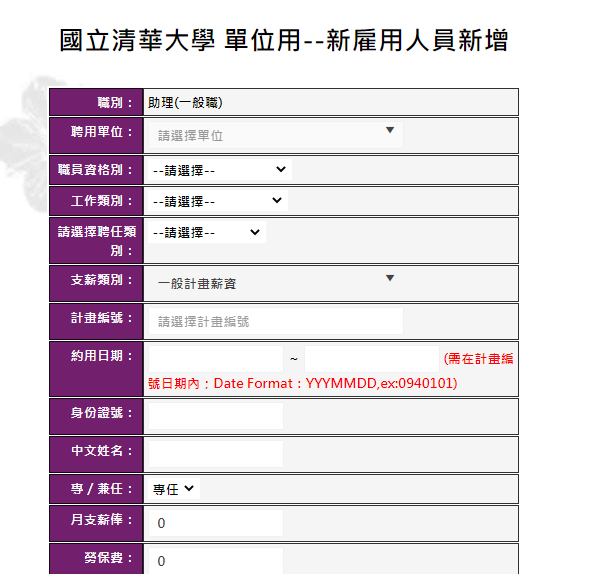 國立清華大學 單位用--新雇用人員新增
職別： 助理(一般職)
聘用單位： 請選擇單位
職員資格別： --請選擇--
工作類別： --請選擇--
請選擇聘任類
別： --請選擇--
支薪類別： 一般計畫薪資
計畫編號： 請選擇計畫編號
約用日期： ~ (需在計畫編
號日期內；Date Format：YYYMMDD,ex:0940101)
身份證號：
中文姓名：
專 / 兼任： 專任
月支薪俸： 0
勞保費： 0